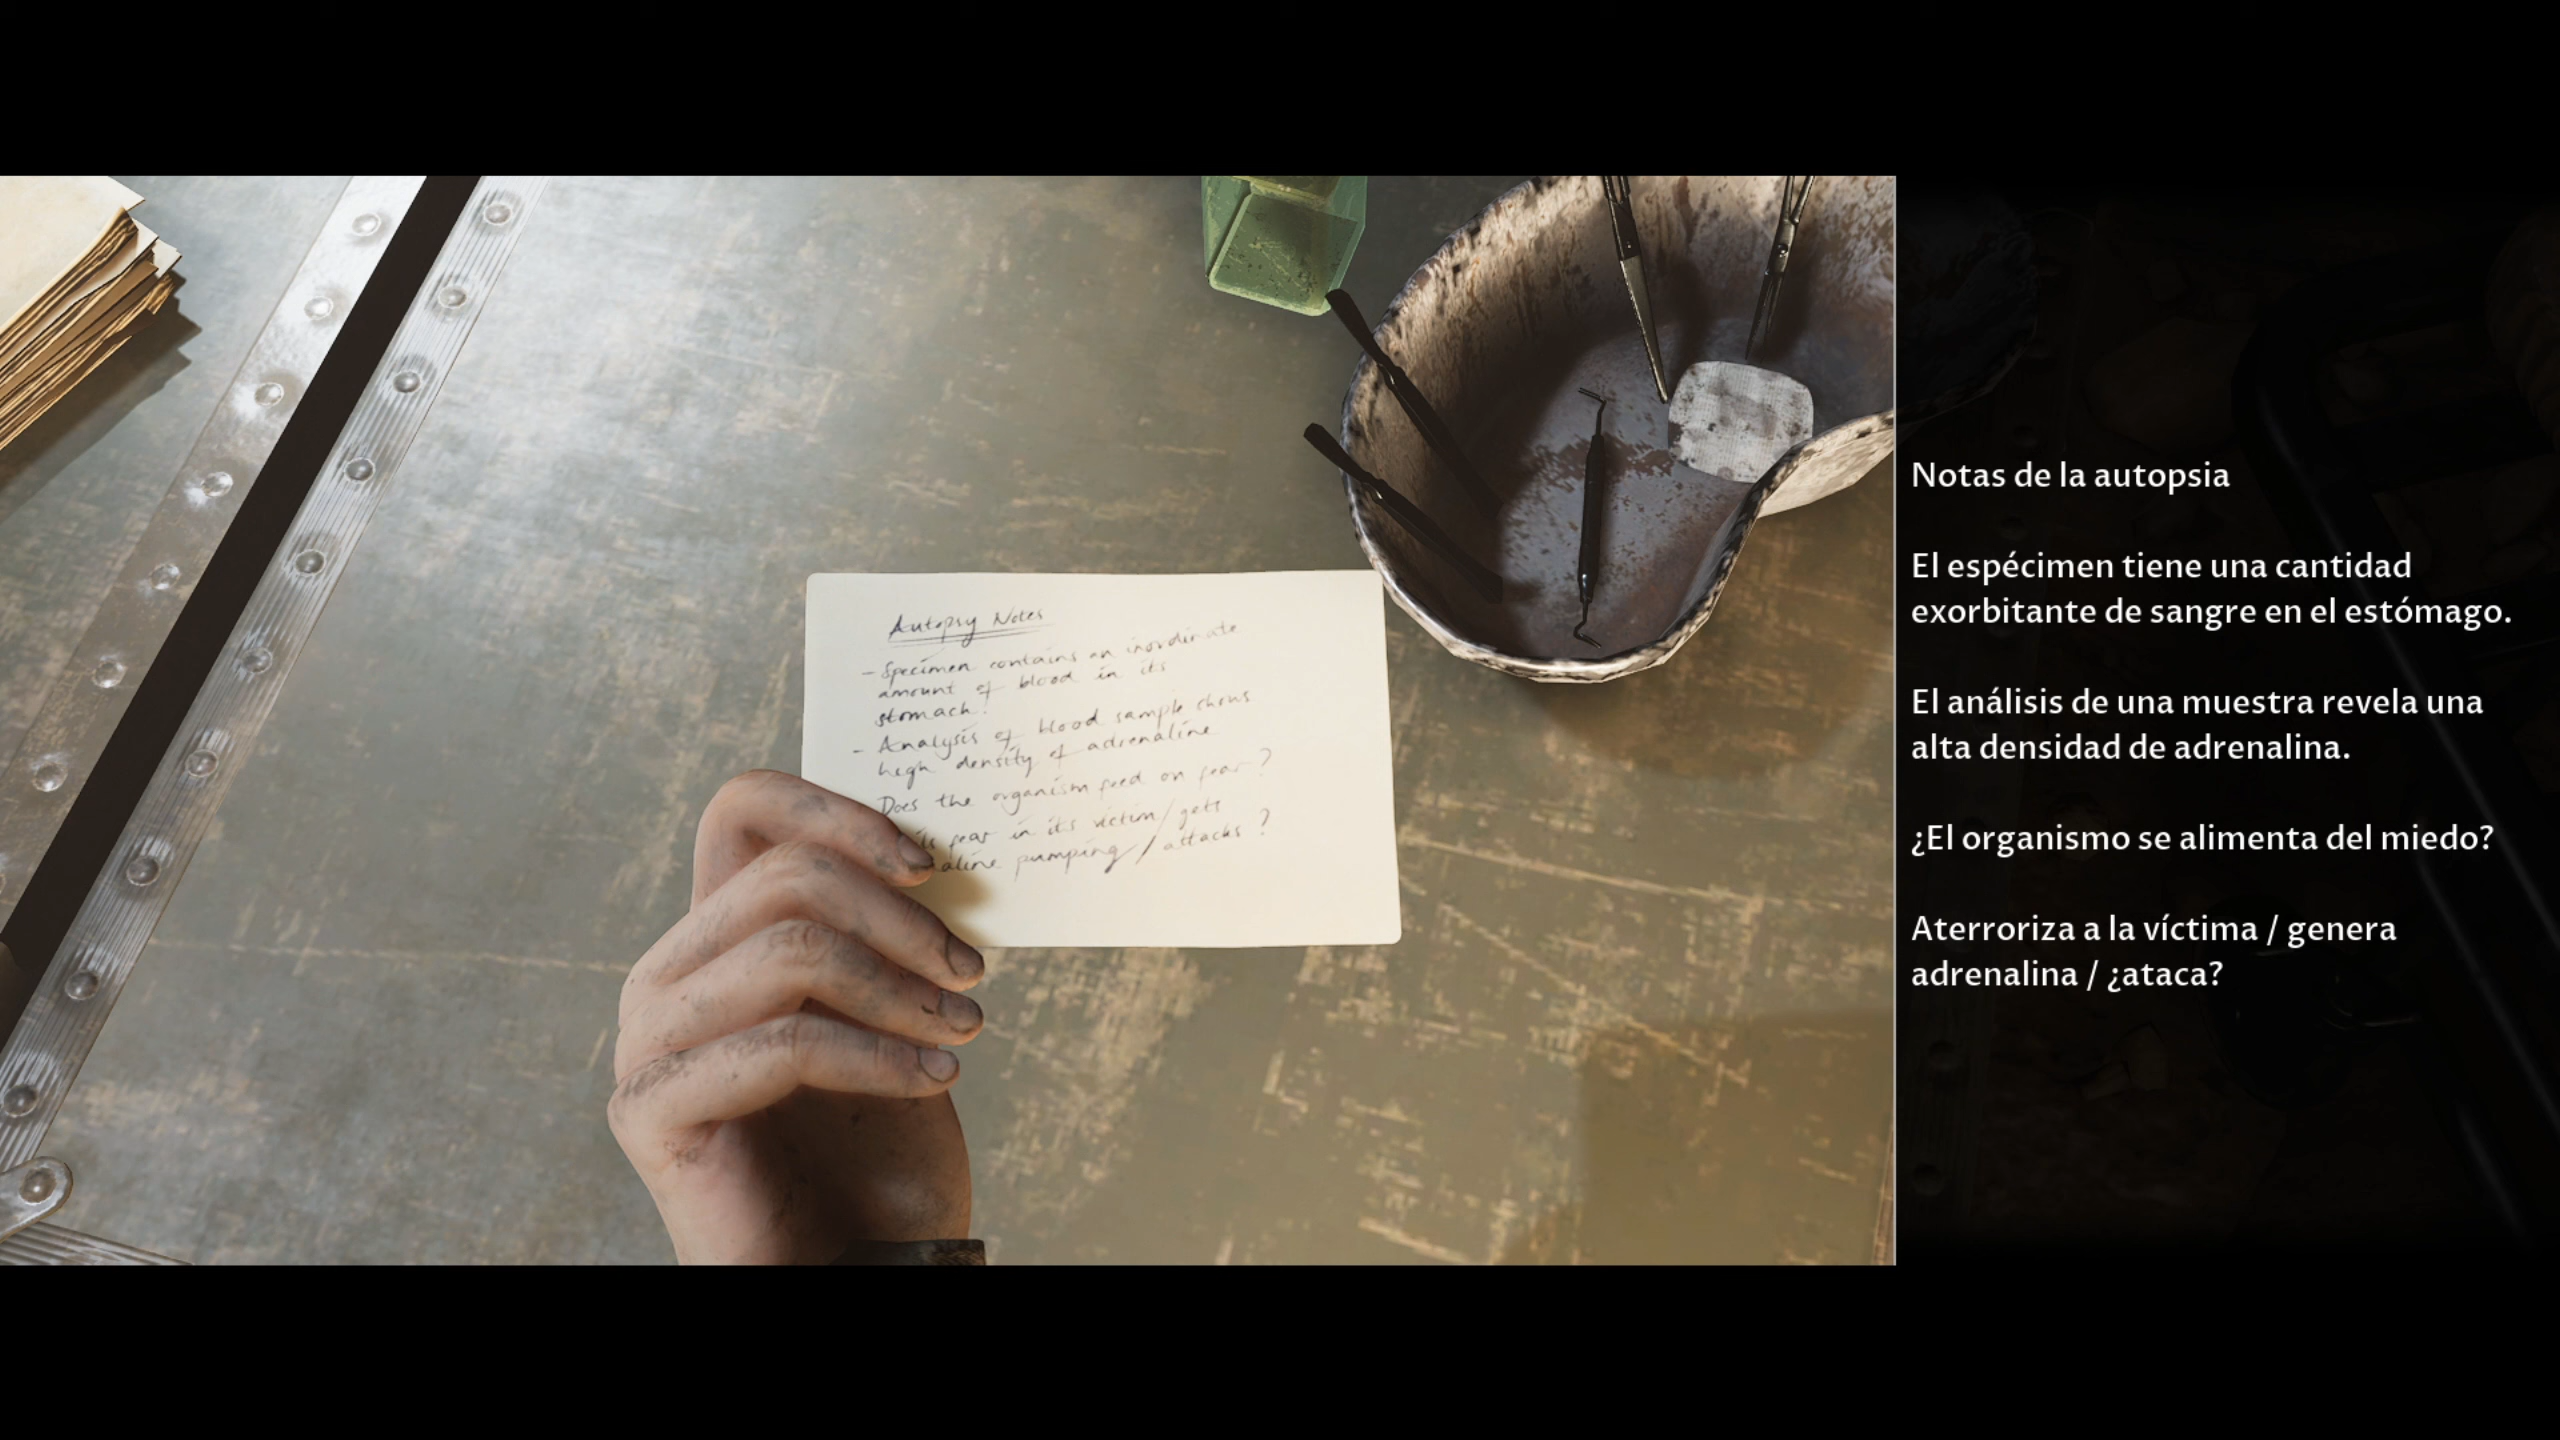 Autopsy Notes
- Specimen contains an inordinate
amount of blood in its
stomach.
- Analysis of blood sample shows
high density of adrenaline
Does the organism feed on fear?
fear in its victim/gets
aline pumping/attacks?
Notas de la autopsia
El espécimen tiene una cantidad
exorbitante de sangre en el estómago.
El análisis de una muestra revela una
alta densidad de adrenalina.
¿El organismo se alimenta del miedo?
Aterroriza a la víctima / genera
adrenalina / ¿ataca?